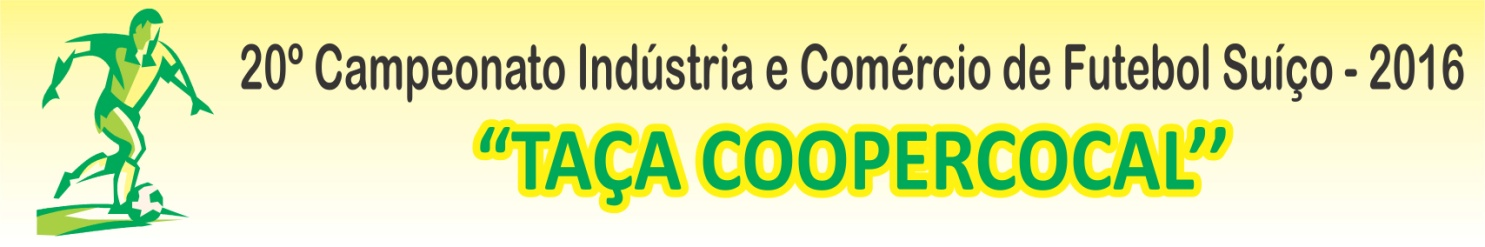 20º Campeonato Indústria e Comércio de Futebol Suíço - 2016
“TAÇA COOPERCOCAL”